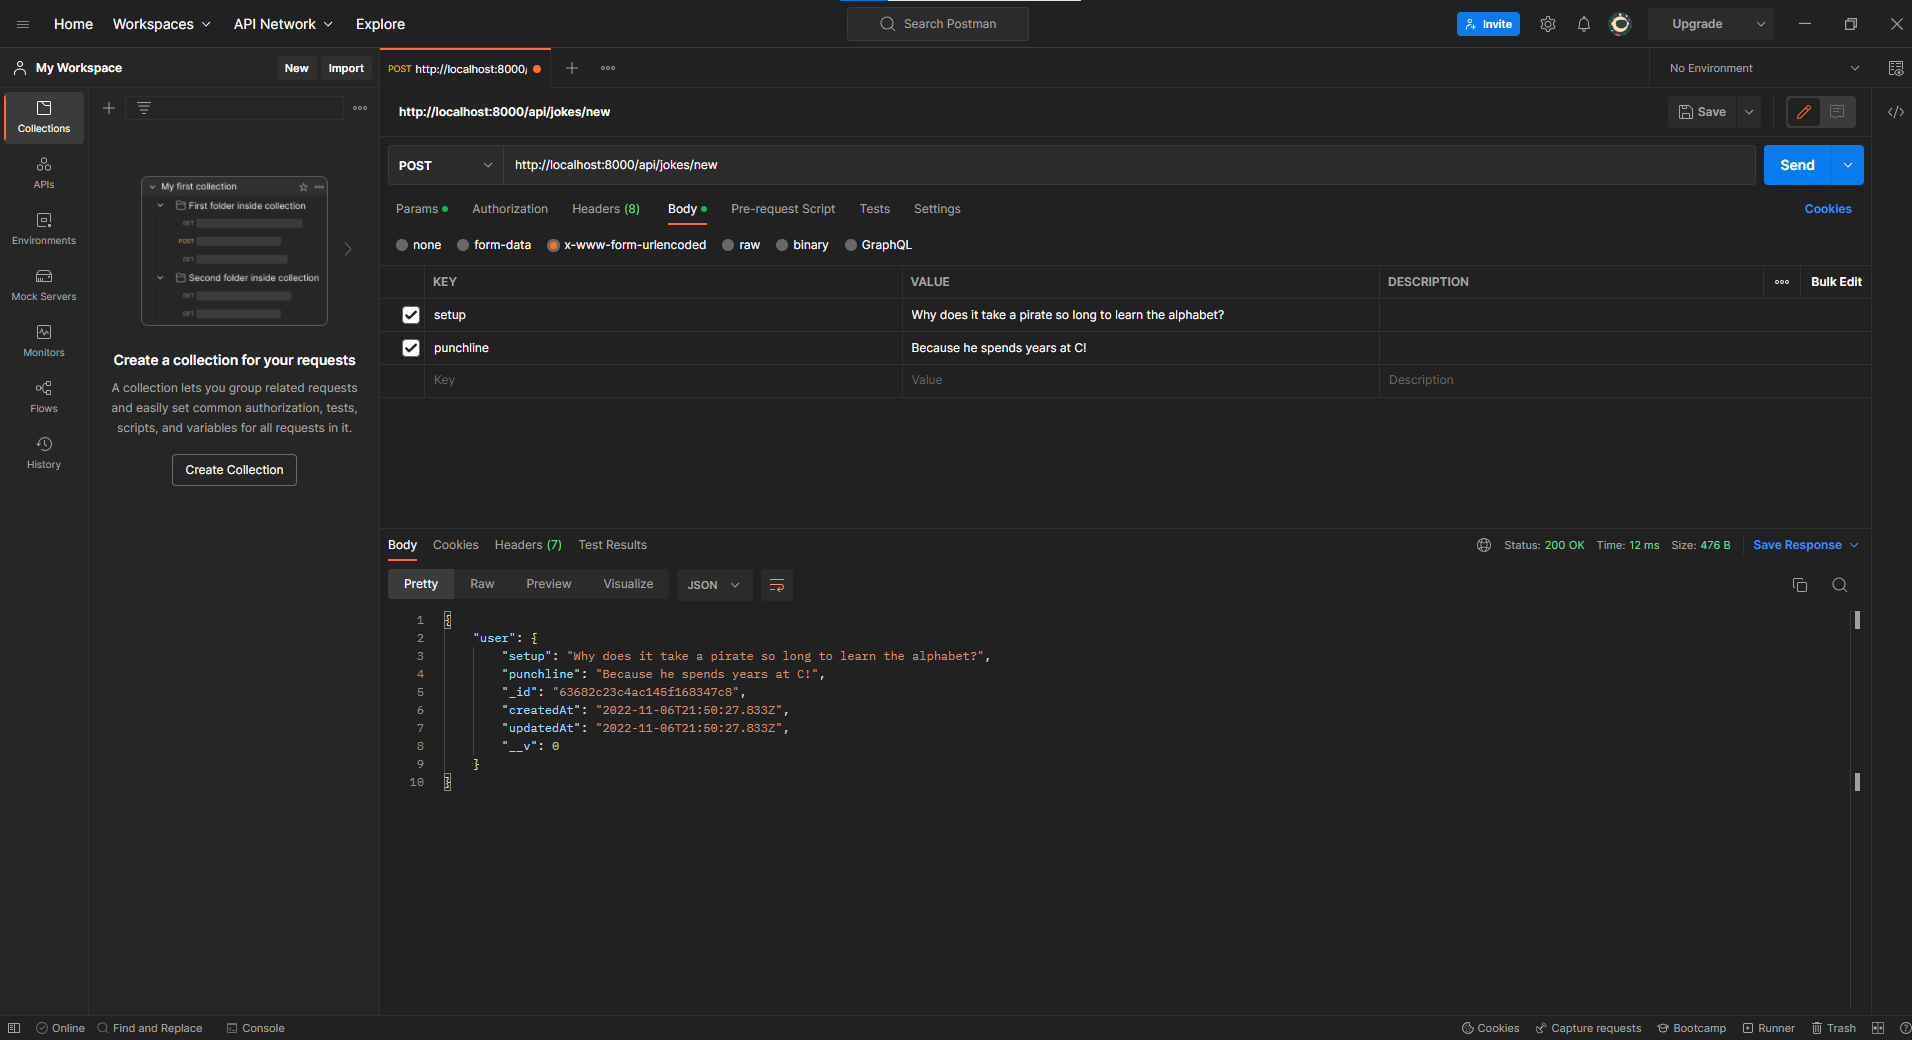 Home Workspaces API Network Explore
Search Postman
Invite
Upgrade
My Workspace New Import
POST http://localhost:8000/
No Environment
Collections
APIs
Environments
Mock Servers
Monitors
Flows
History
My first collection
First folder inside collection
GET
POST
GET
Second folder inside collection
GET
GET
Create a collection for your requests
A collection lets you group related requests
and easily set common authorization, tests,
scripts, and variables for all requests in it.
Create Collection
http://localhost:8000/api/jokes/new
Save
POST http://localhost:8000/api/jokes/new Send
Params Authorization Headers (8) Body Pre-request Script Tests Settings Cookies
none form-data x-www-form-urlencoded raw binary GraphQL
KEY VALUE DESCRIPTION Bulk Edit
setup Why does it take a pirate so long to learn the alphabet?
punchline Because he spends years at C!
Key Value Description
Body Cookies Headers (7) Test Results Status: 200 OK Time: 12 ms Size: 476 B Save Response
Pretty Raw Preview Visualize JSON
1 {
2 "user": {
3 "setup": "Why does it take a pirate so long to learn the alphabet?",
4 "punchline": "Because he spends years at C!",
5 "_id": "63682c23c4ac145f168347c8",
6 "createdAt": "2022-11-06T21:50:27.833Z",
7 "updatedAt": "2022-11-06T21:50:27.833Z",
8 "__v": 0
9 }
10 }
Online Find and Replace Console Cookies Capture requests Bootcamp Runner Trash